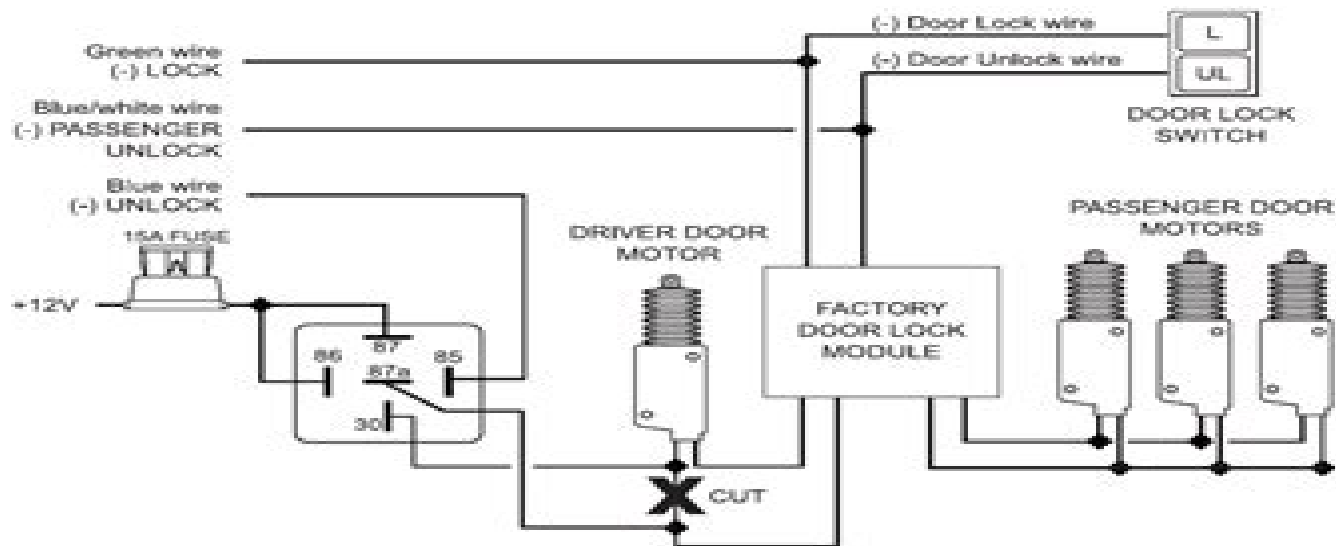 (-) Door Lock wire
L
Green wire
(-) LOCK
(-) Door Unlock wire
UL
Blue/white wire
(-) PASSENGER
UNLOCK
DOOR LOCK
SWITCH
Blue wire
(-) UNLOCK
15A FUSE
+12V
DRIVER DOOR
MOTOR
PASSENGER DOOR
MOTORS
FACTORY
DOOR LOCK
MODULE
87
86
85
87a
30
CUT